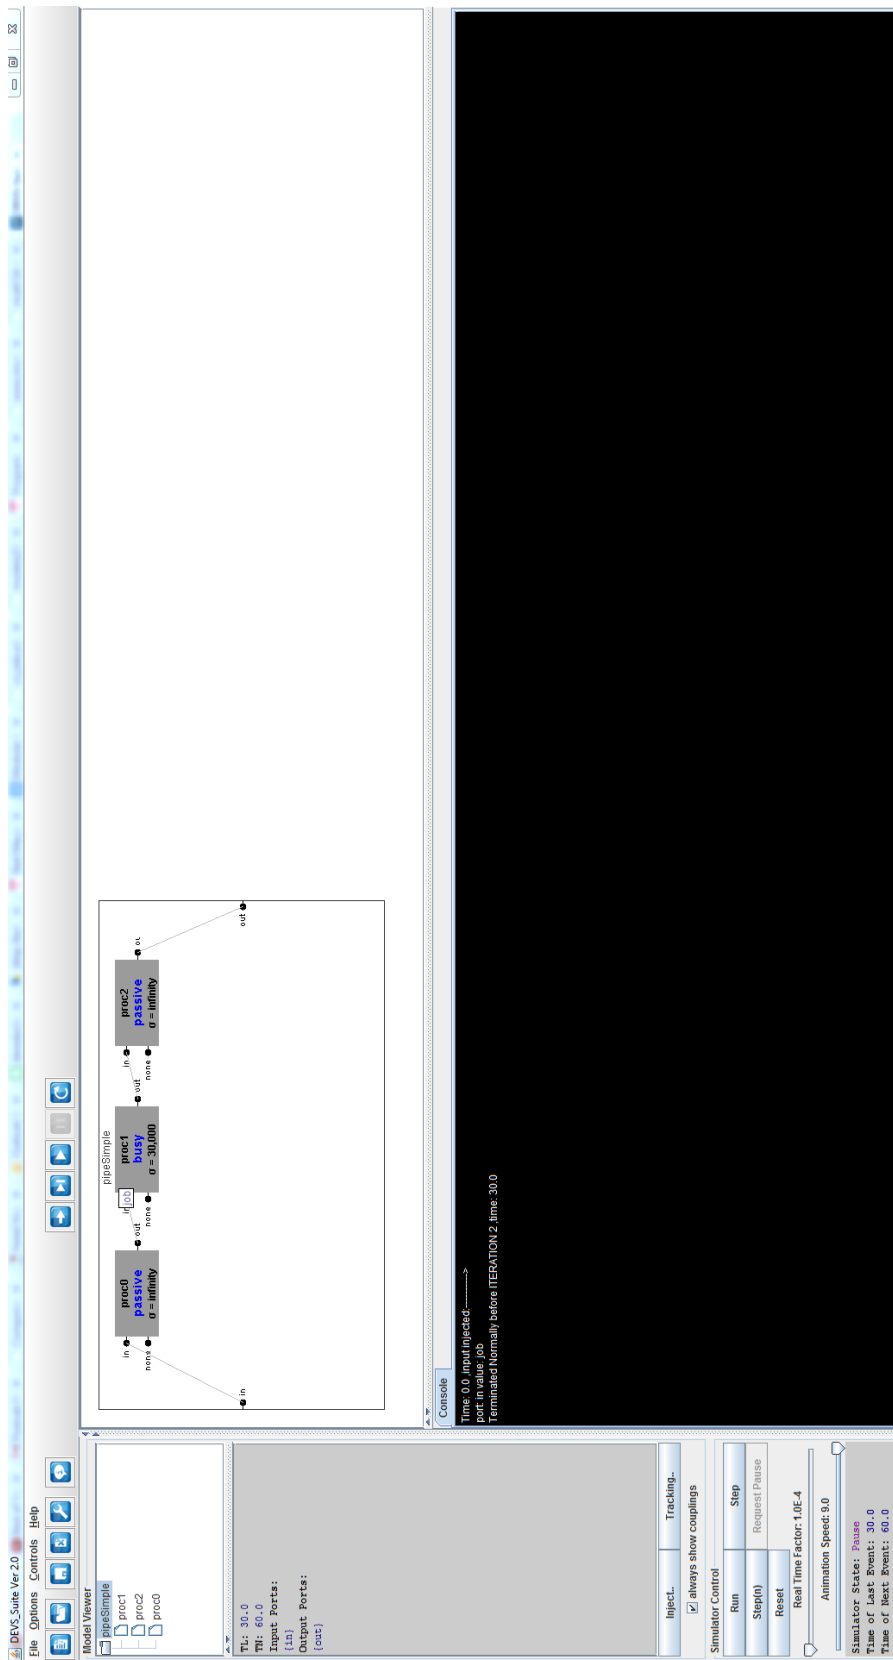 DEVS_Suite Ver 2.0
File Options Controls Help
Model Viewer
pipeSimple
proc1
proc2
proc0
TL: 30.0
TN: 60.0
Input Ports:
{in}
Output Ports:
{out}
Inject..
Tracking..
always show couplings
Simulator Control
Run
Step
Step(n)
Request Pause
Reset
Real Time Factor: 1.0E-4
Animation Speed: 9.0
Simulator State: Pause
Time of Last Event: 30.0
Time of Next Event: 60.0
pipeSimple
in
in
none
proc0
passive
σ = infinity
out
job
none
proc1
busy
σ = 30,000
out
in
none
proc2
passive
σ = infinity
out
Console
Time: 0.0 ,input injected:------------>
port: in value: job
Terminated Normally before ITERATION 2 ,time: 30.0